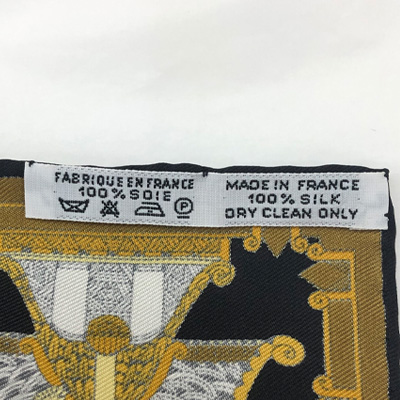 FABRIQUE EN FRANCE
100% SOIE
P
MADE IN FRANCE
100% SILK
DRY CLEAN ONLY